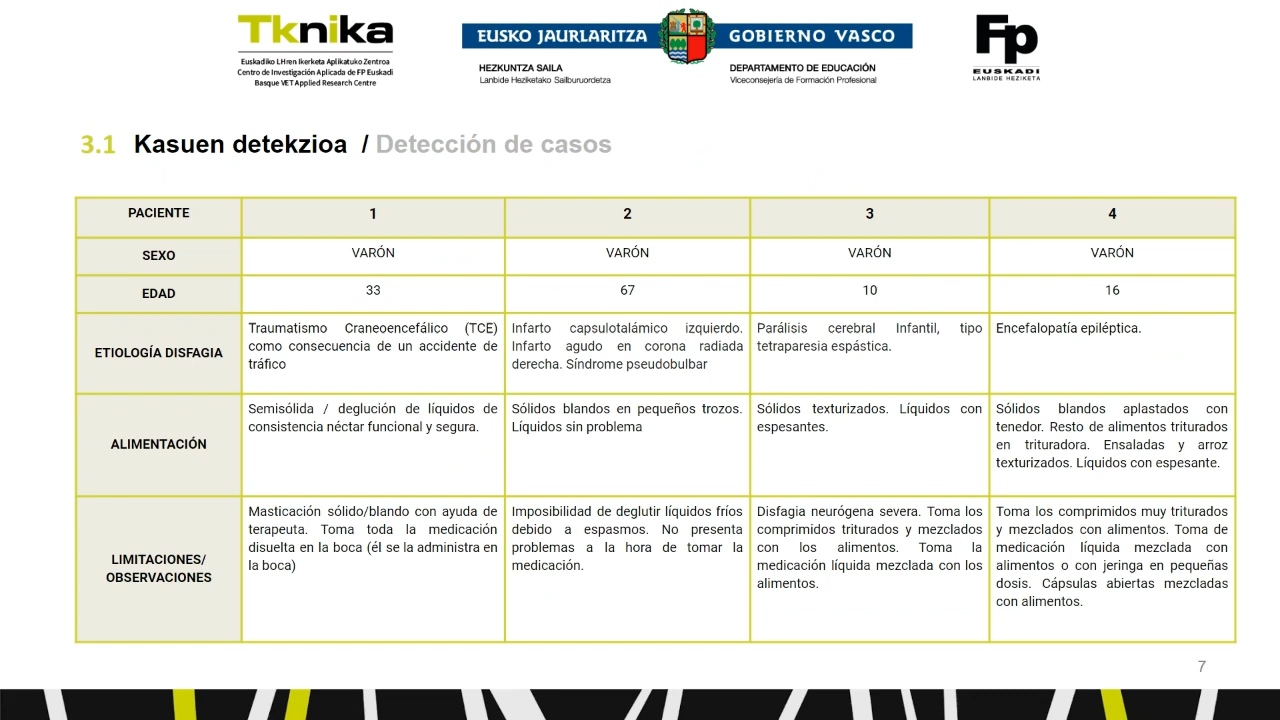 Tknika
Euskadiko LHren Ikerketa Aplikatuko Zentroa
Centro de Investigación Aplicada de FP Euskadi
Basque VET Applied Research Centre
EUSKO JAURLARITZA
GOBIERNO VASCO
HEZKUNTZA SAILA
Lanbide Heziketako Sailburuordetza
DEPARTAMENTO DE EDUCACIÓN
Viceconsejería de Formación Profesional
Fp
EUSKADI
LANBIDE HEZIKETA
3.1 Kasuen detekzioa / Detección de casos
PACIENTE 1 2 3 4
SEXO VARÓN VARÓN VARÓN VARÓN
EDAD 33 67 10 16
ETIOLOGÍA DISFAGIA
Traumatismo Craneoencefálico (TCE)
como consecuencia de un accidente de
tráfico
Infarto capsulotalámico izquierdo.
Infarto agudo en corona radiada
derecha. Síndrome pseudobulbar
Parálisis cerebral Infantil, tipo
tetraparesia espástica.
Encefalopatía epiléptica.
ALIMENTACIÓN
Semisólida / deglución de líquidos de
consistencia néctar funcional y segura.
Sólidos blandos en pequeños trozos.
Líquidos sin problema
Sólidos texturizados. Líquidos con
espesantes.
Sólidos blandos aplastados con
tenedor. Resto de alimentos triturados
en trituradora. Ensaladas y arroz
texturizados. Líquidos con espesante.
LIMITACIONES/
OBSERVACIONES
Masticación sólido/blando con ayuda de
terapeuta. Toma toda la medicación
disuelta en la boca (él se la administra en
la boca)
Imposibilidad de deglutir líquidos fríos
debido a espasmos. No presenta
problemas a la hora de tomar la
medicación.
Disfagia neurógena severa. Toma los
comprimidos triturados y mezclados
con los alimentos. Toma la
medicación líquida mezclada con los
alimentos.
Toma los comprimidos muy triturados
y mezclados con alimentos. Toma de
medicación líquida mezclada con
alimentos o con jeringa en pequeñas
dosis. Cápsulas abiertas mezcladas
con alimentos.
7